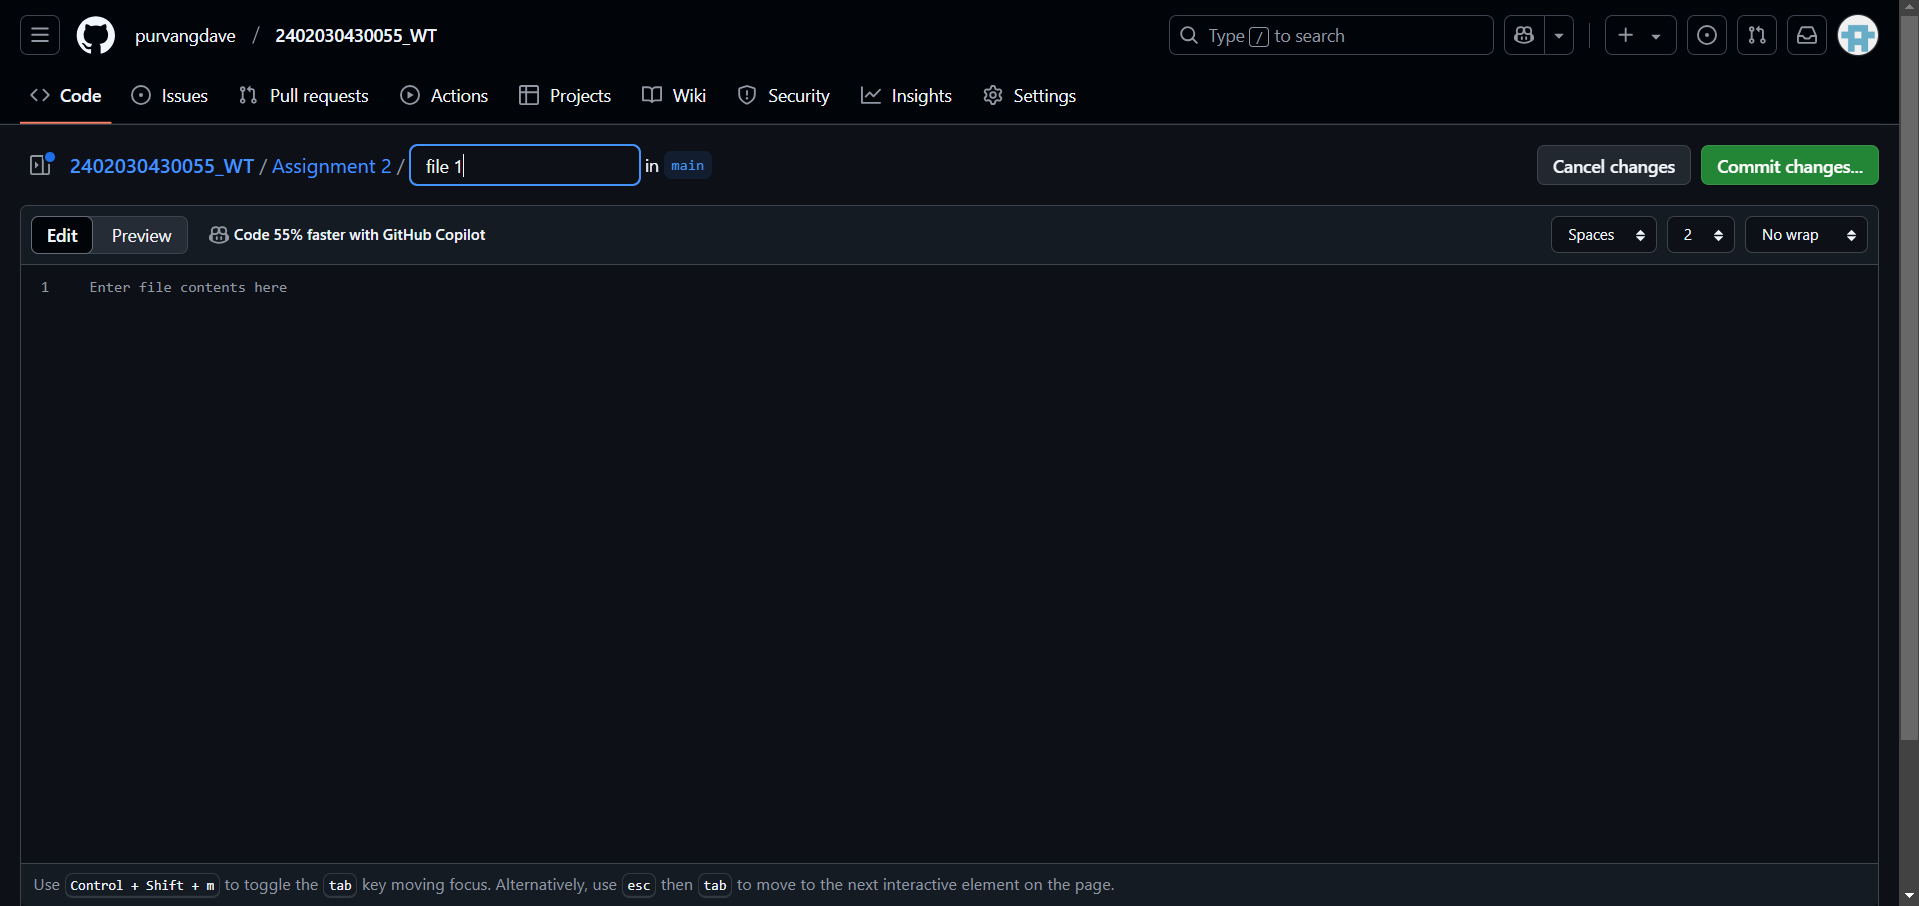 purvangdave / 2402030430055_WT
Type / to search
Code Issues Pull requests Actions Projects Wiki Security Insights Settings
2402030430055_WT / Assignment 2 / file 1 in main
Cancel changes Commit changes...
Edit Preview Code 55% faster with GitHub Copilot
Spaces 2 No wrap
1 Enter file contents here
Use Control + Shift + m to toggle the tab key moving focus. Alternatively, use esc then tab to move to the next interactive element on the page.